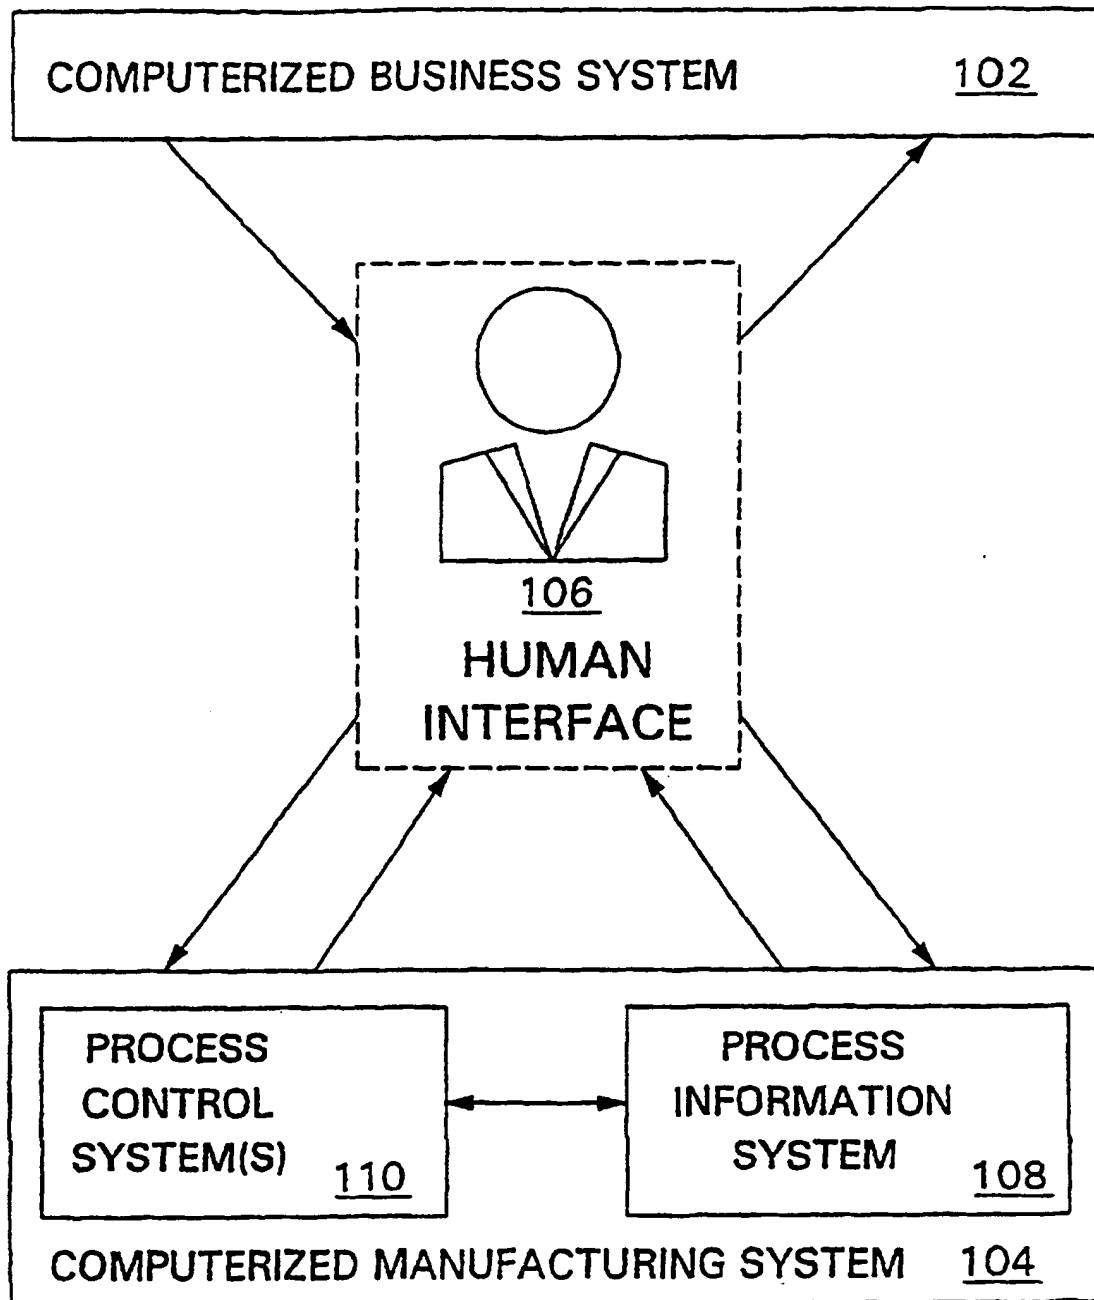 COMPUTERIZED BUSINESS SYSTEM 102
106
HUMAN
INTERFACE
PROCESS
CONTROL
SYSTEM(S) 110
PROCESS
INFORMATION
SYSTEM 108
COMPUTERIZED MANUFACTURING SYSTEM 104